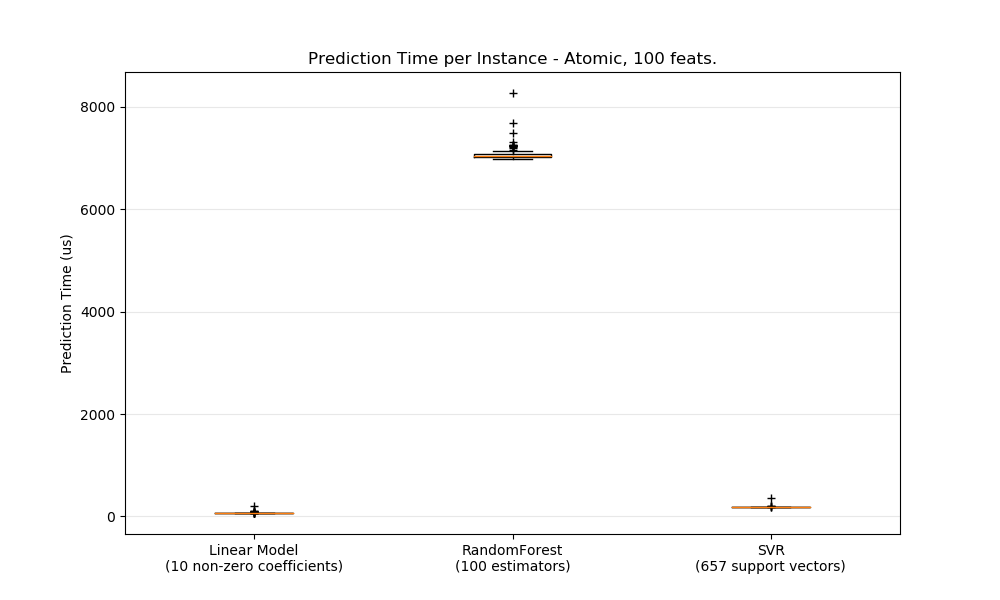 Prediction Time per Instance - Atomic, 100 feats.
Prediction Time (us)
8000
6000
4000
2000
0
Linear Model
(10 non-zero coefficients)
RandomForest
(100 estimators)
SVR
(657 support vectors)